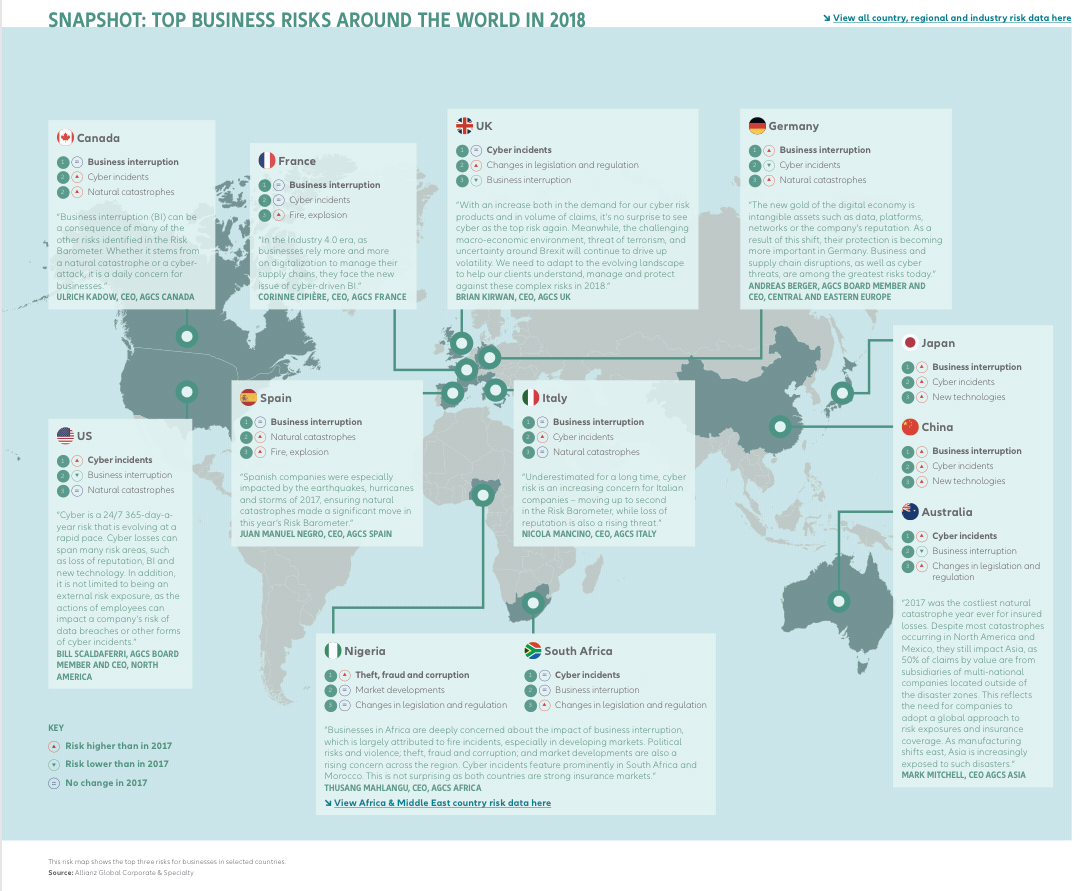 SNAPSHOT: TOP BUSINESS RISKS AROUND THE WORLD IN 2018
View all country, regional and industry risk data here
Canada
1 = Business interruption
2 Cyber incidents
3 Natural catastrophes
"Business interruption (BI) can be
a consequence of many of the
other risks identified in the Risk
Barometer. Whether it stems from
a natural catastrophe or a cyber-
attack, it is a daily concern for
businesses."
ULRICH KADOW, CEO, AGCS CANADA
France
1 = Business interruption
2 = Cyber incidents
3 Fire, explosion
"In the Industry 4.0 era, as
businesses rely more and more
on digitalization to manage their
supply chains, they face the new
issue of cyber-driven BI."
CORINNE CIPIÈRE, CEO, AGCS FRANCE
UK
1 = Cyber incidents
2 Changes in legislation and regulation
3 Business interruption
"With an increase both in the demand for our cyber risk
products and in volume of claims, it's no surprise to see
cyber as the top risk again. Meanwhile, the challenging
macro-economic environment, threat of terrorism, and
uncertainty around Brexit will continue to drive up
volatility. We need to adapt to the evolving landscape
to help our clients understand, manage and protect
against these complex risks in 2018."
BRIAN KIRWAN, CEO, AGCS UK
Germany
1 Business interruption
2 Cyber incidents
3 Natural catastrophes
"The new gold of the digital economy is
intangible assets such as data, platforms,
networks or the company's reputation. As a
result of this shift, their protection is becoming
more important in Germany. Business and
supply chain disruptions, as well as cyber
threats, are among the greatest risks today."
ANDREAS BERGER, AGCS BOARD MEMBER AND
CEO, CENTRAL AND EASTERN EUROPE
Japan
1 Business interruption
2 Cyber incidents
3 New technologies
China
1 Business interruption
2 Cyber incidents
3 New technologies
Australia
1 Cyber incidents
2 Business interruption
3 Changes in legislation and
regulation
"2017 was the costliest natural
catastrophe year ever for insured
losses. Despite most catastrophes
occurring in North America and
Mexico, they still impact Asia, as
50% of claims by value are from
subsidiaries of multi-national
companies located outside of
the disaster zones. This reflects
the need for companies to
adopt a global approach to
risk exposures and insurance
coverage. As manufacturing
shifts east, Asia is increasingly
exposed to such disasters."
MARK MITCHELL, CEO AGCS ASIA
Spain
1 = Business interruption
2 Natural catastrophes
3 Fire, explosion
"Spanish companies were especially
impacted by the earthquakes, hurricanes
and storms of 2017, ensuring natural
catastrophes made a significant move in
this year's Risk Barometer."
JUAN MANUEL NEGRO, CEO, AGCS SPAIN
Italy
1 = Business interruption
2 Cyber incidents
3 = Natural catastrophes
"Underestimated for a long time, cyber
risk is an increasing concern for Italian
companies – moving up to second
in the Risk Barometer, while loss of
reputation is also a rising threat."
NICOLA MANCINO, CEO, AGCS ITALY
US
1 Cyber incidents
2 Business interruption
3 = Natural catastrophes
"Cyber is a 24/7 365-day-a-
year risk that is evolving at a
rapid pace. Cyber losses can
span many risk areas, such
as loss of reputation, BI and
new technology. In addition,
it is not limited to being an
external risk exposure, as the
actions of employees can
impact a company's risk of
data breaches or other forms
of cyber incidents."
BILL SCALDAFERRI, AGCS BOARD
MEMBER AND CEO, NORTH
AMERICA
Nigeria
1 Theft, fraud and corruption
2 = Market developments
3 = Changes in legislation and regulation
South Africa
1 = Cyber incidents
2 = Business interruption
3 Changes in legislation and regulation
"Businesses in Africa are deeply concerned about the impact of business interruption,
which is largely attributed to fire incidents, especially in developing markets. Political
risks and violence, theft, fraud and corruption, and market developments are also a
rising concern across the region. Cyber incidents feature prominently in South Africa and
Morocco. This is not surprising as both countries are strong insurance markets."
THUSANG MAHLANGU, CEO, AGCS AFRICA
View Africa & Middle East country risk data here
KEY
Risk higher than in 2017
Risk lower than in 2017
= No change in 2017
This risk map shows the top three risks for businesses in selected countries.
Source: Allianz Global Corporate & Specialty